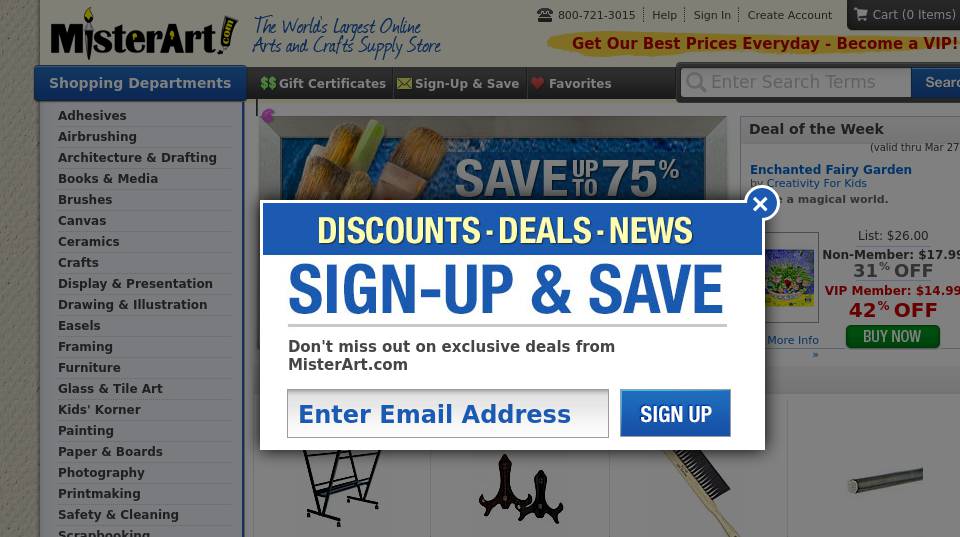 MisterArt.com
The World's Largest Online
Arts and Crafts Supply Store
800-721-3015
Help
Sign In
Create Account
Cart (0 Items)
Get Our Best Prices Everyday - Become a VIP!
Shopping Departments
$$ Gift Certificates
Sign-Up & Save
Favorites
Enter Search Terms
Adhesives
Airbrushing
Architecture & Drafting
Books & Media
Brushes
Canvas
Ceramics
Crafts
Display & Presentation
Drawing & Illustration
Easels
Framing
Furniture
Glass & Tile Art
Kids' Korner
Painting
Paper & Boards
Photography
Printmaking
Safety & Cleaning
Scrapbooking
SAVE UP TO 75%
DISCOUNTS - DEALS - NEWS
SIGN-UP & SAVE
Don't miss out on exclusive deals from
MisterArt.com
Enter Email Address
SIGN UP
Deal of the Week
(valid thru Mar 27
Enchanted Fairy Garden
by Creativity For Kids
a magical world.
List: $26.00
Non-Member: $17.99
31% OFF
VIP Member: $14.99
42% OFF
BUY NOW
More Info
»